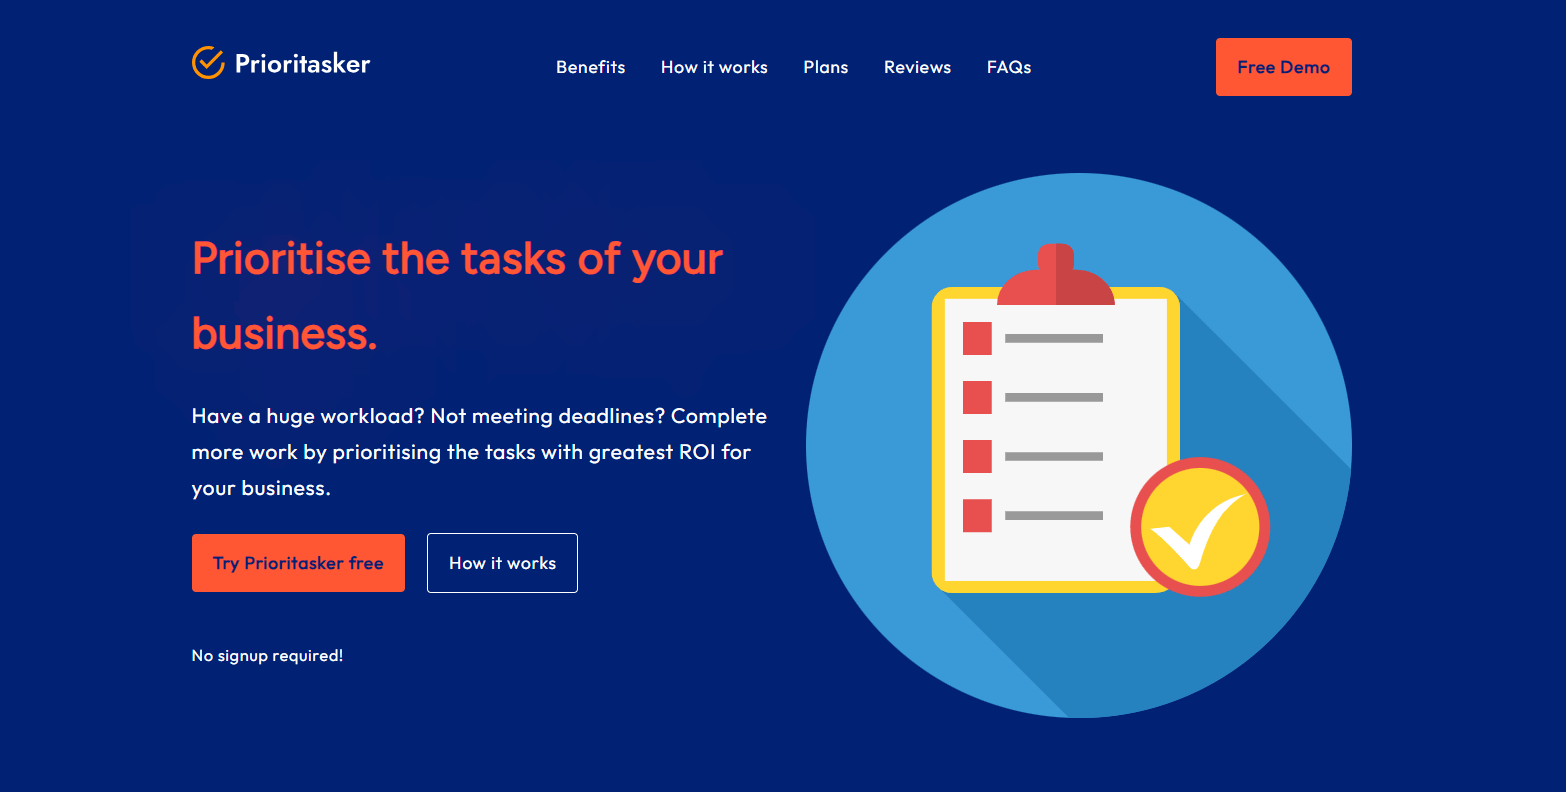 Prioritasker
Benefits
How it works
Plans
Reviews
FAQs
Free Demo
Prioritise the tasks of your
business.
Have a huge workload? Not meeting deadlines? Complete
more work by prioritising the tasks with greatest ROI for
your business.
Try Prioritasker free
How it works
No signup required!